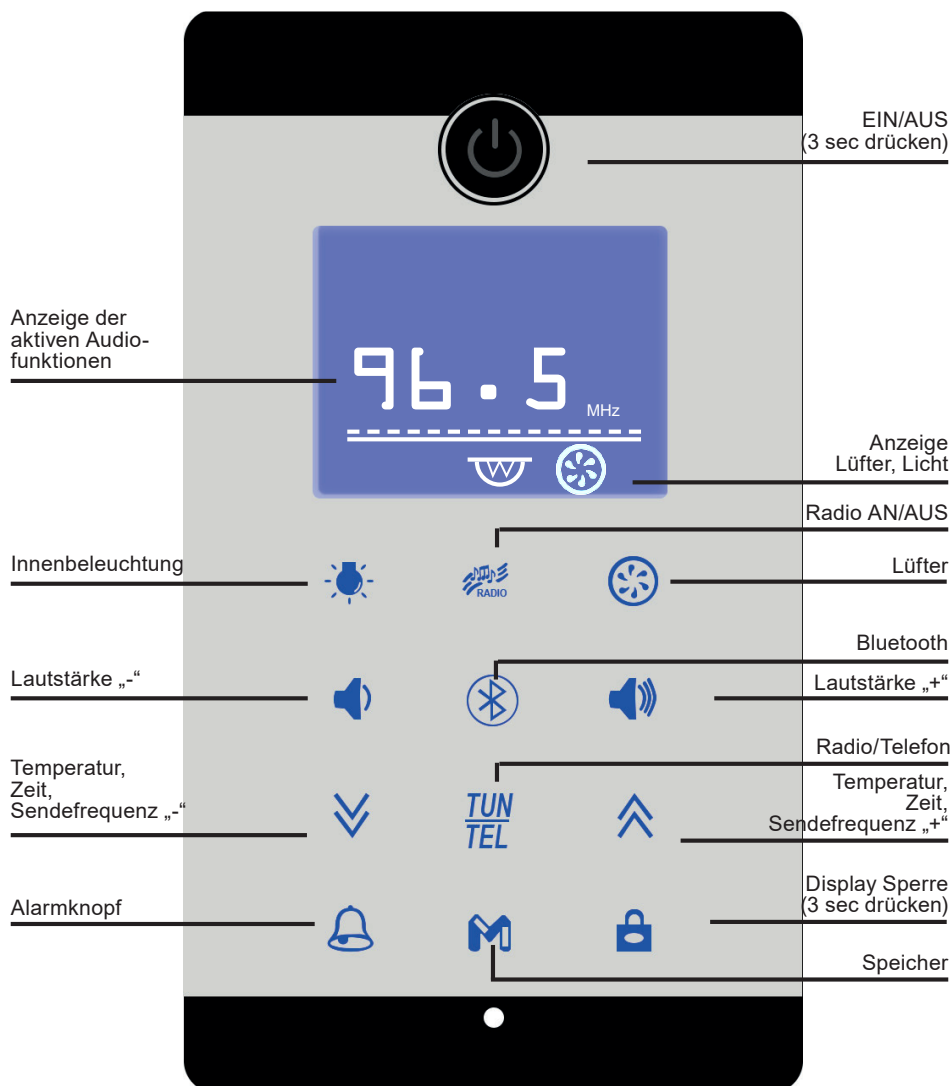 EIN/AUS
(3 sec drücken)
Anzeige der
aktiven Audio-
funktionen
96.5
MHz
Anzeige
Lüfter, Licht
Radio AN/AUS
Innenbeleuchtung
RADIO
Lüfter
Bluetooth
Lautstärke „-“
Lautstärke „+“
Radio/Telefon
Temperatur,
Zeit,
Sendefrequenz „-“
TUN
TEL
Temperatur,
Zeit,
Sendefrequenz „+“
Alarmknopf
M
Display Sperre
(3 sec drücken)
Speicher